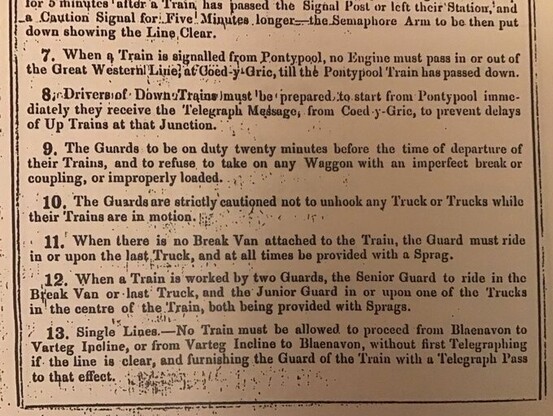 for 5 minutes after a Train has passed the Signal Post or left their Station, and
a Caution Signal for Five Minutes longer—the Semaphore Arm to be then put
down showing the Line Clear.
7. When a Train is signalled from Pontypool, no Engine must pass in or out of
the Great Western Line, at Coed-y-Gric, till the Pontypool Train has passed down.
8. Drivers of Down Trains must be prepared to start from Pontypool imme-
diately they receive the Telegraph Message, from Coed-y-Gric, to prevent delays
of Up Trains at that Junction.
9. The Guards to be on duty twenty minutes before the time of departure of
their Trains, and to refuse to take on any Waggon with an imperfect break or
coupling, or improperly loaded.
10. The Guards are strictly cautioned not to unhook any Truck or Trucks while
their Trains are in motion.
11. When there is no Break Van attached to the Train, the Guard must ride
in or upon the last Truck, and at all times be provided with a Sprag.
12. When a Train is worked by two Guards, the Senior Guard to ride in the
Break Van or last Truck, and the Junior Guard in or upon one of the Trucks
in the centre of the Train, both being provided with Sprags.
13. Single Lines.—No Train must be allowed to proceed from Blaenavon to
Varteg Incline, or from Varteg Incline to Blaenavon, without first Telegraphing
if the line is clear, and furnishing the Guard of the Train with a Telegraph Pass
to that effect.